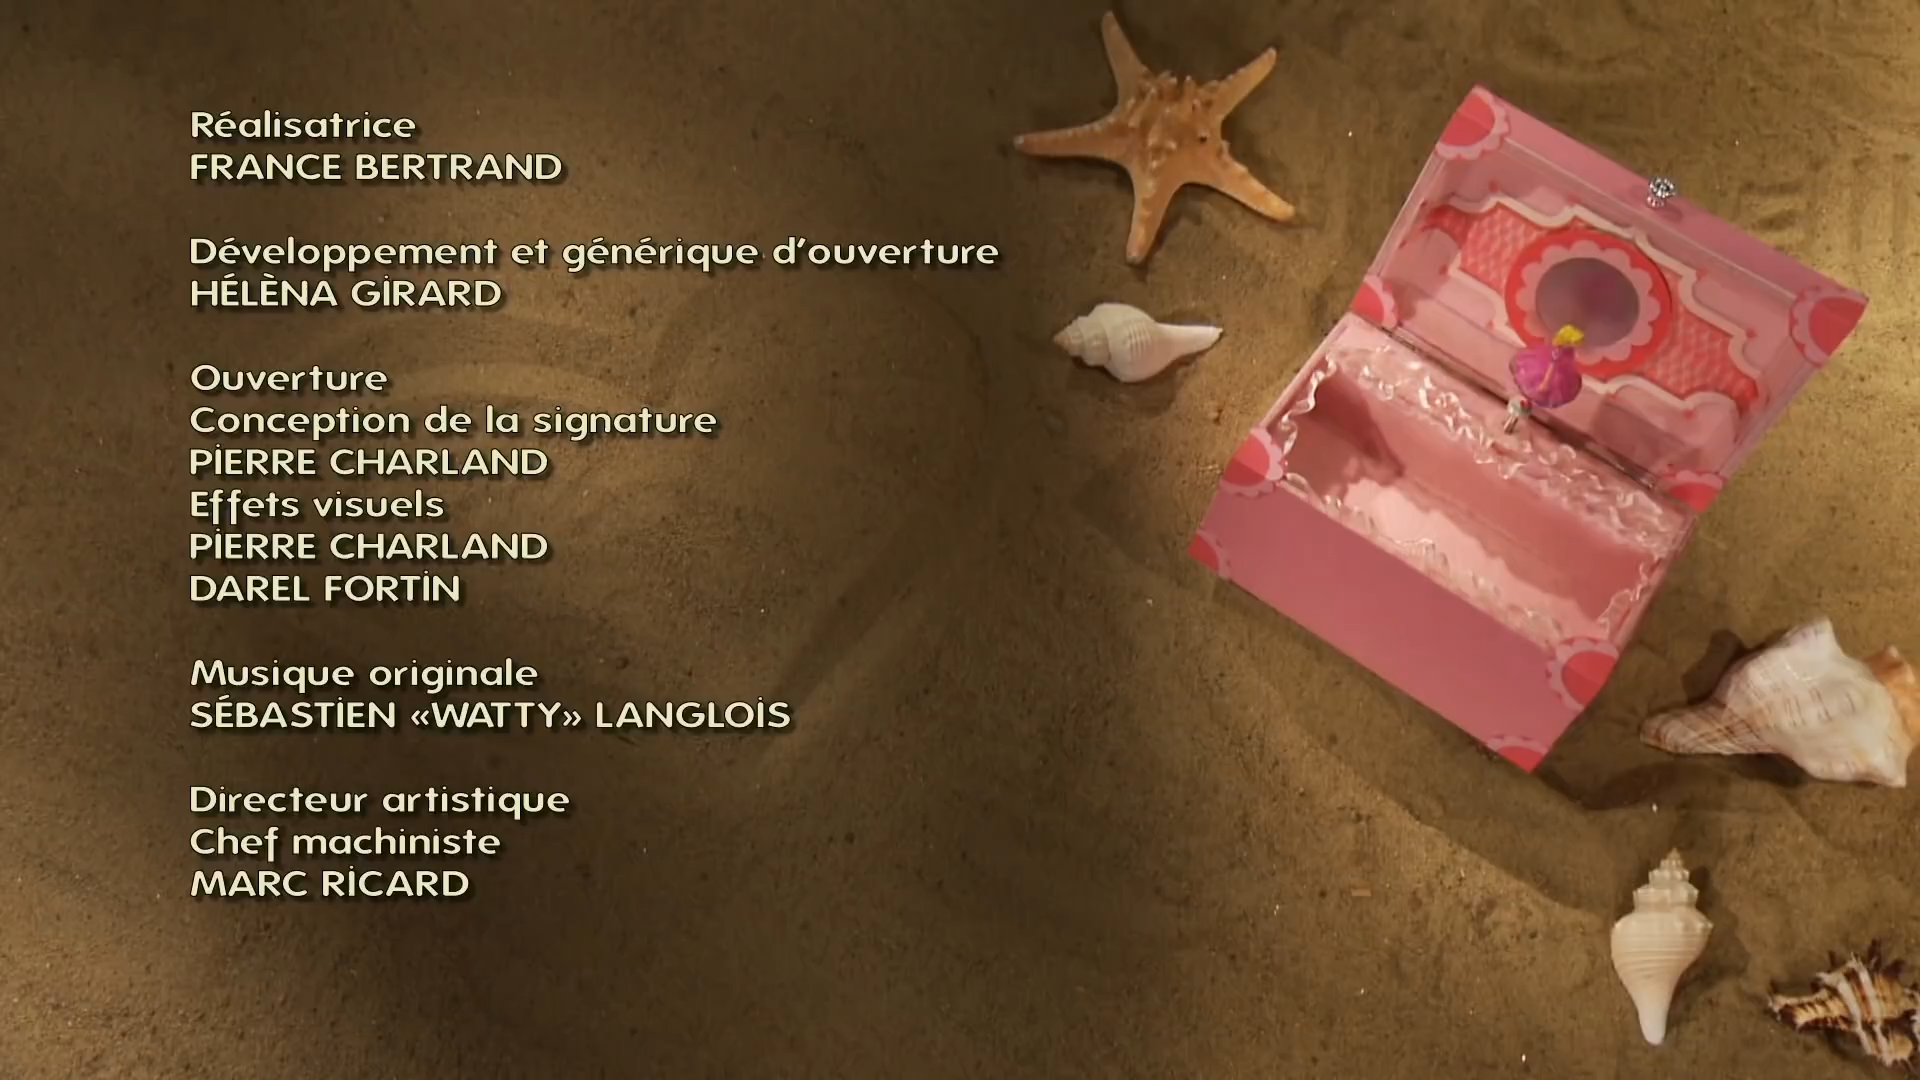 Réalisatrice
FRANCE BERTRAND
Développement et générique d'ouverture
HÉLÈNA GIRARD
Ouverture
Conception de la signature
PIERRE CHARLAND
Effets visuels
PIERRE CHARLAND
DAREL FORTIN
Musique originale
SÉBASTIEN «WATTY» LANGLOIS
Directeur artistique
Chef machiniste
MARC RICARD